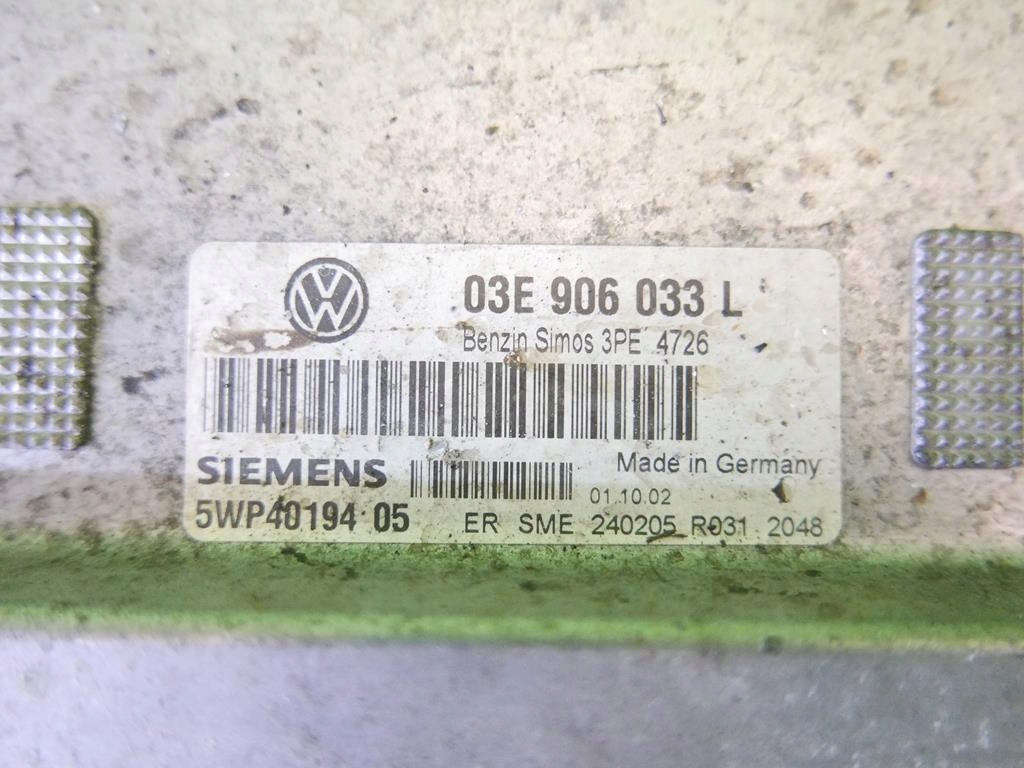 VW
03E 906 033 L
Benzin Simos 3PE 4726
SIEMENS
Made in Germany
01.10.02
5WP40194 05
ER SME 240205 R031 2048